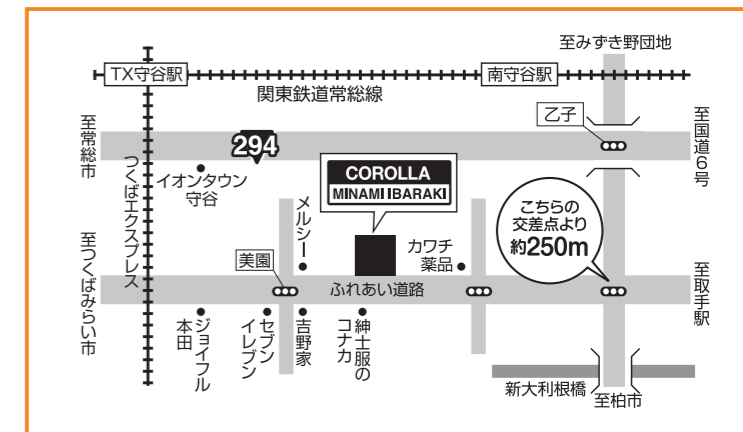 至みずき野団地
TX守谷駅
南守谷駅
関東鉄道常総線
至常総市
294
乙子
至国道6号
イオンタウン
守谷
つくばエクスプレス
COROLLA
MINAMI IBARAKI
メルシー
カワチ
薬品
こちらの
交差点より
約250m
至つくばみらい市
美園
ふれあい道路
至取手駅
ジョイフル
本田
セブン
イレブン
吉野家
紳士服の
コナカ
新大利根橋
至柏市